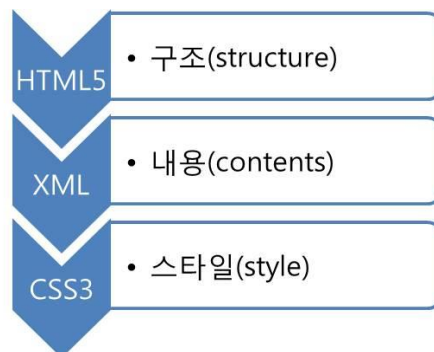 HTML5
• 구조(structure)
XML
• 내용(contents)
CSS3
• 스타일(style)